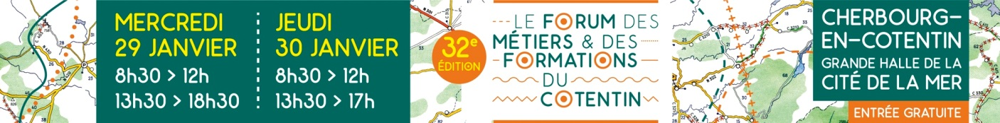 MERCREDI
29 JANVIER
8h30 > 12h
13h30 > 18h30
JEUDI
30 JANVIER
8h30 > 12h
13h30 > 17h
32e
ÉDITION
LE FORUM DES
MÉTIERS & DES
FORMATIONS
DU
COTENTIN
CHERBOURG–
EN–COTENTIN
GRANDE HALLE DE LA
CITÉ DE LA MER
ENTRÉE GRATUITE